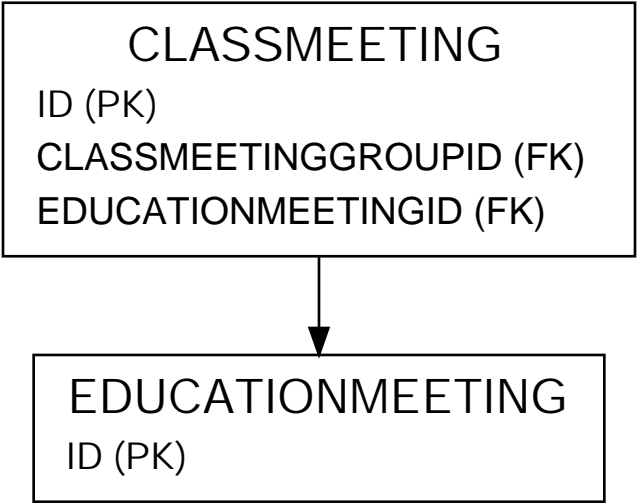 CLASSMEETING
ID (PK)
CLASSMEETINGGROUPID (FK)
EDUCATIONMEETINGID (FK)
EDUCATIONMEETING
ID (PK)